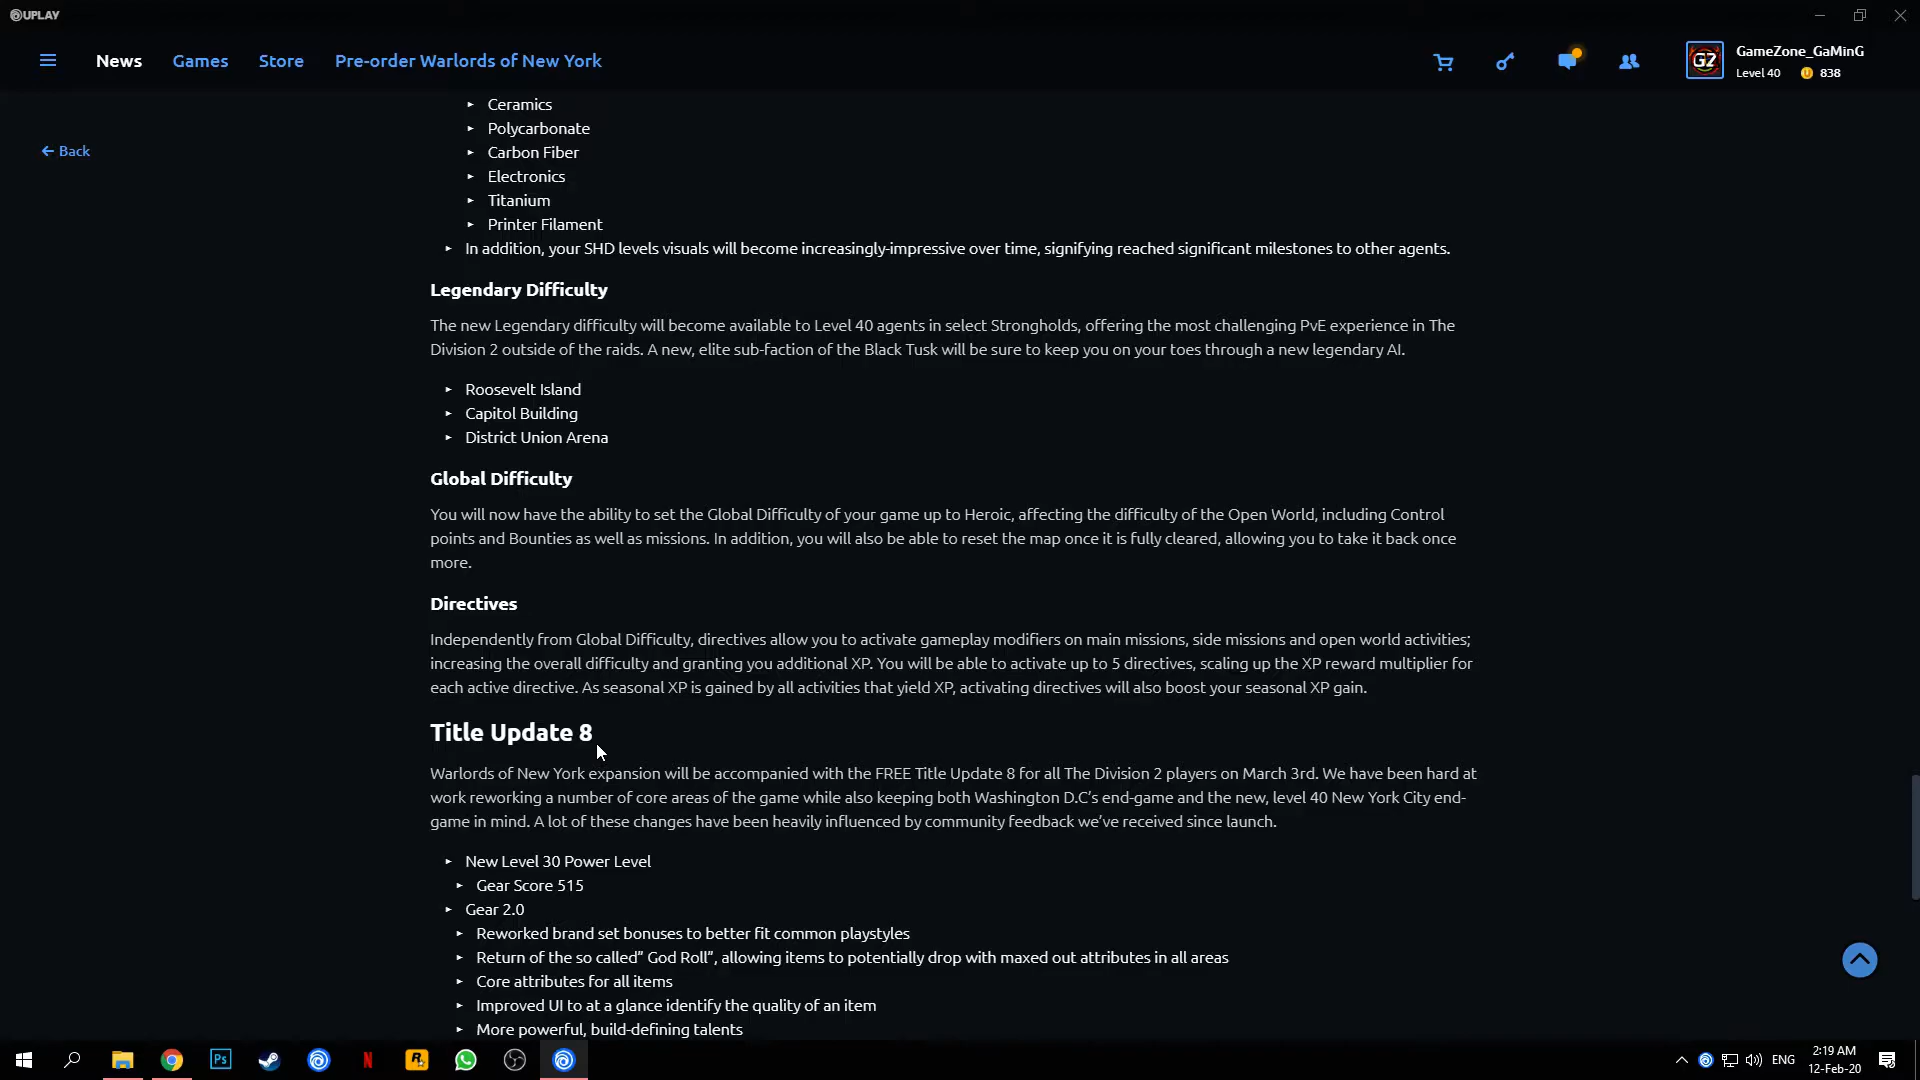 UPLAY
News Games Store Pre-order Warlords of New York
GameZone_GaMinG
Level 40 838
Back
Ceramics
Polycarbonate
Carbon Fiber
Electronics
Titanium
Printer Filament
In addition, your SHD levels visuals will become increasingly-impressive over time, signifying reached significant milestones to other agents.
Legendary Difficulty
The new Legendary difficulty will become available to Level 40 agents in select Strongholds, offering the most challenging PvE experience in The
Division 2 outside of the raids. A new, elite sub-faction of the Black Tusk will be sure to keep you on your toes through a new legendary AI.
Roosevelt Island
Capitol Building
District Union Arena
Global Difficulty
You will now have the ability to set the Global Difficulty of your game up to Heroic, affecting the difficulty of the Open World, including Control
points and Bounties as well as missions. In addition, you will also be able to reset the map once it is fully cleared, allowing you to take it back once
more.
Directives
Independently from Global Difficulty, directives allow you to activate gameplay modifiers on main missions, side missions and open world activities;
increasing the overall difficulty and granting you additional XP. You will be able to activate up to 5 directives, scaling up the XP reward multiplier for
each active directive. As seasonal XP is gained by all activities that yield XP, activating directives will also boost your seasonal XP gain.
Title Update 8
Warlords of New York expansion will be accompanied with the FREE Title Update 8 for all The Division 2 players on March 3rd. We have been hard at
work reworking a number of core areas of the game while also keeping both Washington D.C's end-game and the new, level 40 New York City end-
game in mind. A lot of these changes have been heavily influenced by community feedback we've received since launch.
New Level 30 Power Level
Gear Score 515
Gear 2.0
Reworked brand set bonuses to better fit common playstyles
Return of the so called” God Roll”, allowing items to potentially drop with maxed out attributes in all areas
Core attributes for all items
Improved UI to at a glance identify the quality of an item
More powerful, build-defining talents
GZ
Ps
N
R
ENG
2:19 AM
12-Feb-20